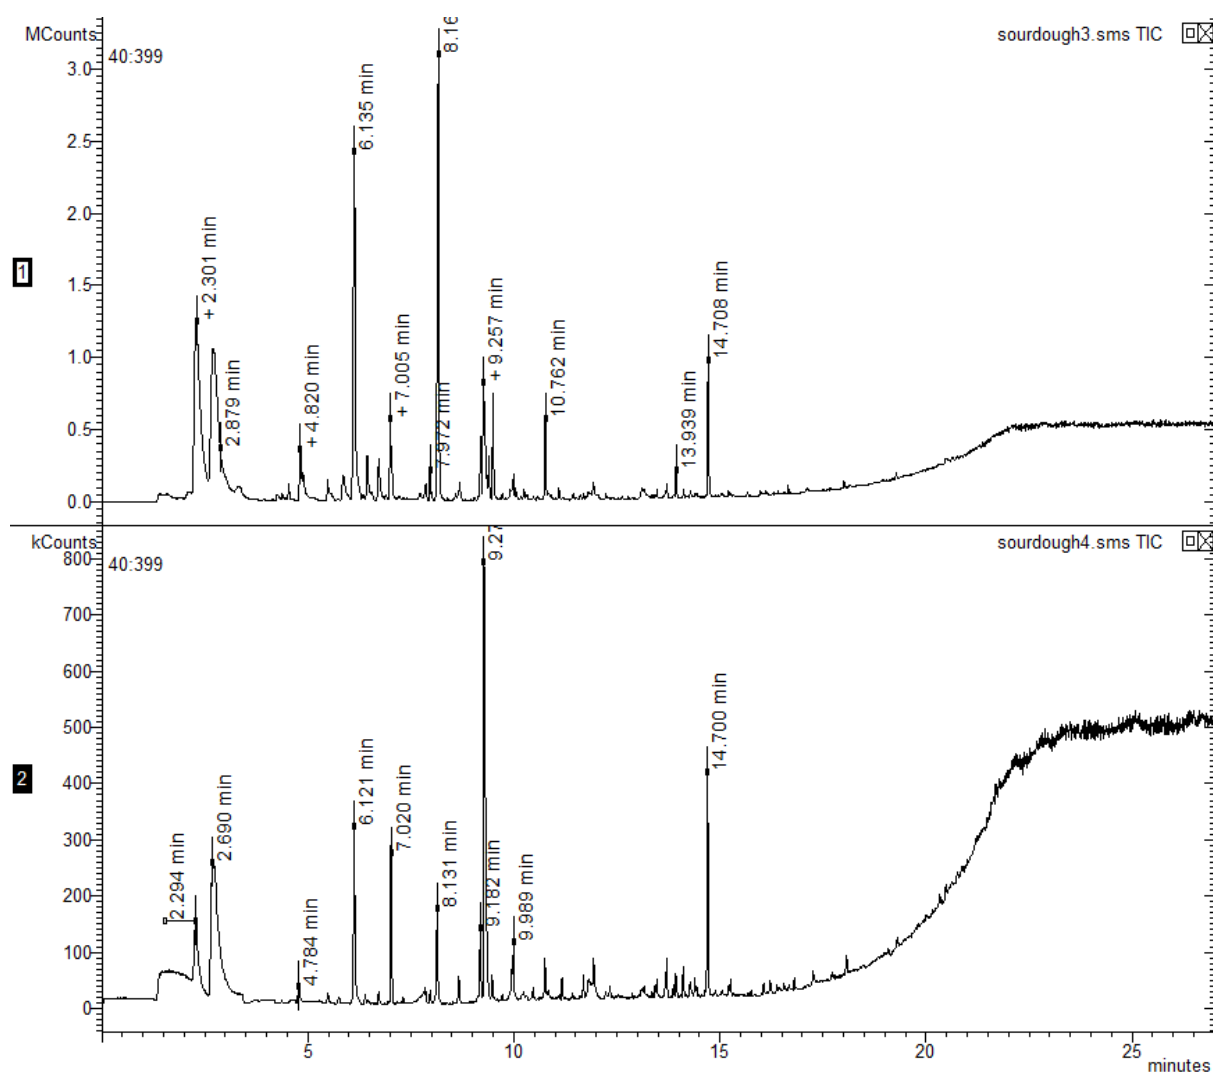 MCounts
40:399
sourdough3.sms TIC
3.0
2.5
2.0
1.5
1.0
0.5
0.0
1
+ 2.301 min
2.879 min
+ 4.820 min
6.135 min
+ 7.005 min
7.972 min
8.16
+ 9.257 min
10.762 min
13.939 min
14.708 min
kCounts
40:399
sourdough4.sms TIC
800
700
600
500
400
300
200
100
0
2
2.294 min
2.690 min
4.784 min
6.121 min
7.020 min
8.131 min
9.182 min
9.27
9.989 min
14.700 min
5
10
15
20
25
minutes